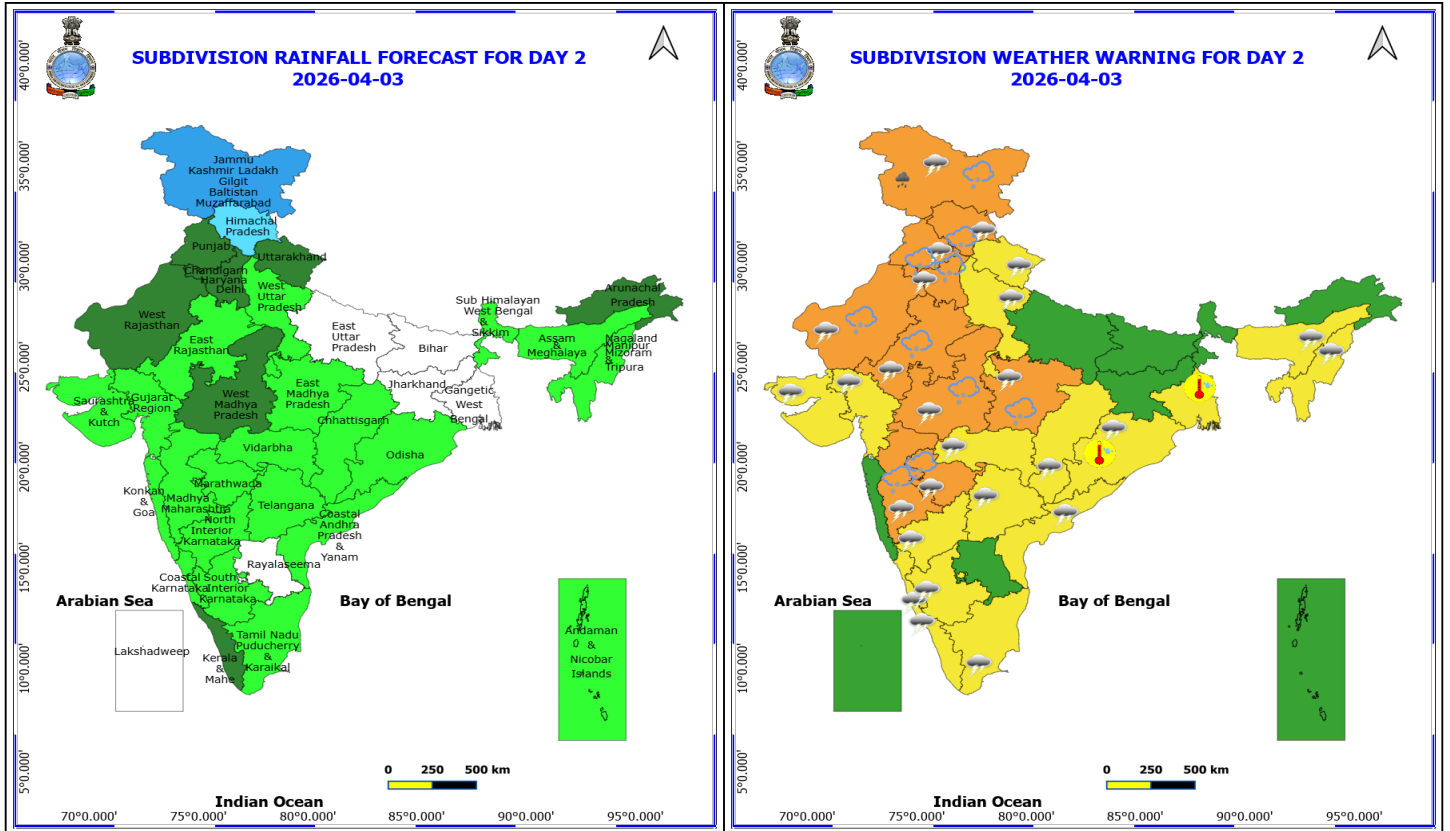 SUBDIVISION RAINFALL FORECAST FOR DAY 2
2026-04-03
40°0.000'
35°0.000'
30°0.000'
25°0.000'
20°0.000'
15°0.000'
10°0.000'
5°0.000'
Jammu
Kashmir Ladakh
Gilgit
Baltistan
Muzaffarabad
Himachal
Pradesh
Punjab
Uttarakhand
Chandigarh
Haryana
Delhi
West
Uttar
Pradesh
West
Rajasthan
East
Rajasthan
East
Uttar
Pradesh
Bihar
Sub Himalayan
West Bengal
&
Sikkim
Arunachal
Pradesh
Assam
&
Meghalaya
Nagaland
Manipur
Mizoram
&
Tripura
Jharkhand
Gangetic
West
Bengal
Saurashtra
&
Kutch
Gujarat
Region
West
Madhya
Pradesh
East
Madhya
Pradesh
Chhattisgarh
Vidarbha
Odisha
Konkan
&
Goa
Marathwada
Madhya
Maharashtra
Telangana
North
Interior
Karnataka
Coastal
Andhra
Pradesh
&
Yanam
Rayalaseema
Coastal
Karnataka
South
Interior
Karnataka
Arabian Sea
Bay of Bengal
Lakshadweep
Kerala
&
Mahe
Tamil Nadu
Puducherry
&
Karaikal
Andaman
&
Nicobar
Islands
0 250 500 km
Indian Ocean
70°0.000' 75°0.000' 80°0.000' 85°0.000' 90°0.000' 95°0.000'
SUBDIVISION WEATHER WARNING FOR DAY 2
2026-04-03
40°0.000'
35°0.000'
30°0.000'
25°0.000'
20°0.000'
15°0.000'
10°0.000'
5°0.000'
Arabian Sea
Bay of Bengal
0 250 500 km
Indian Ocean
70°0.000' 75°0.000' 80°0.000' 85°0.000' 90°0.000' 95°0.000'